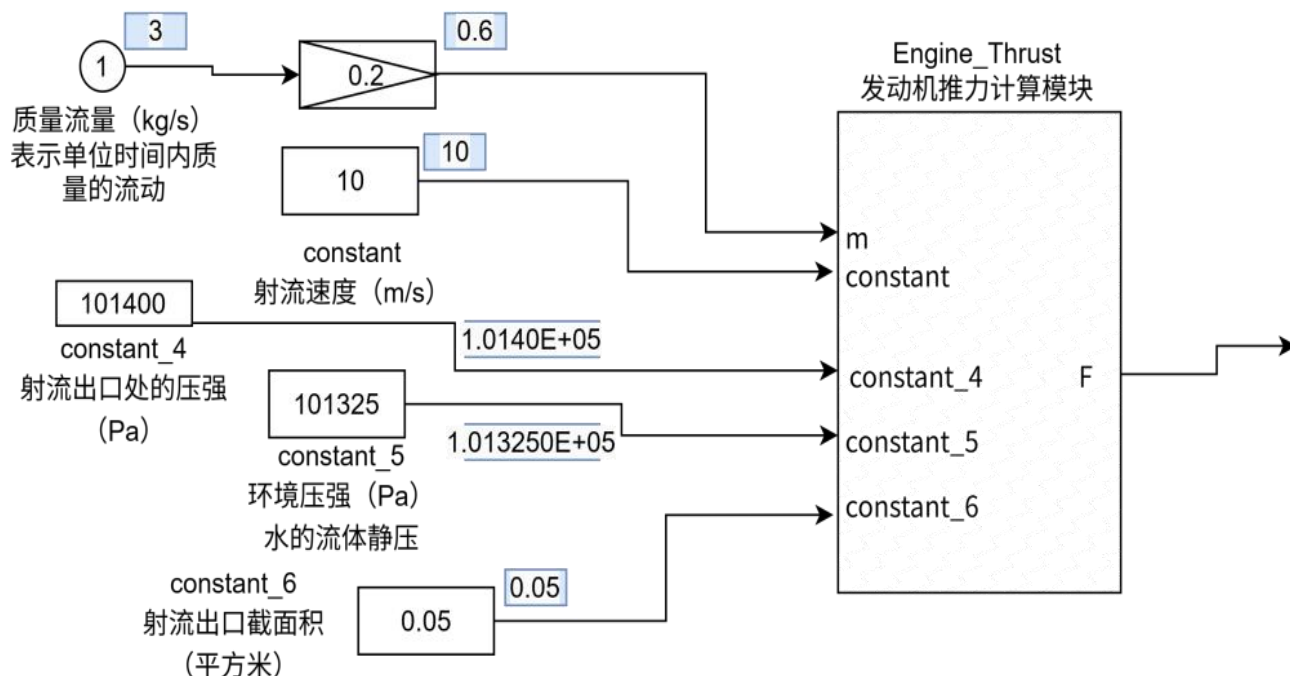 3
1
0.2
0.6
质量流量（kg/s）
表示单位时间内质
量的流动
10
10
constant
射流速度（m/s）
101400
constant_4
射流出口处的压强
（Pa）
1.0140E+05
101325
constant_5
环境压强（Pa）
水的流体静压
1.013250E+05
constant_6
射流出口截面积
（平方米）
0.05
0.05
Engine_Thrust
发动机推力计算模块
m
constant
constant_4
F
constant_5
constant_6